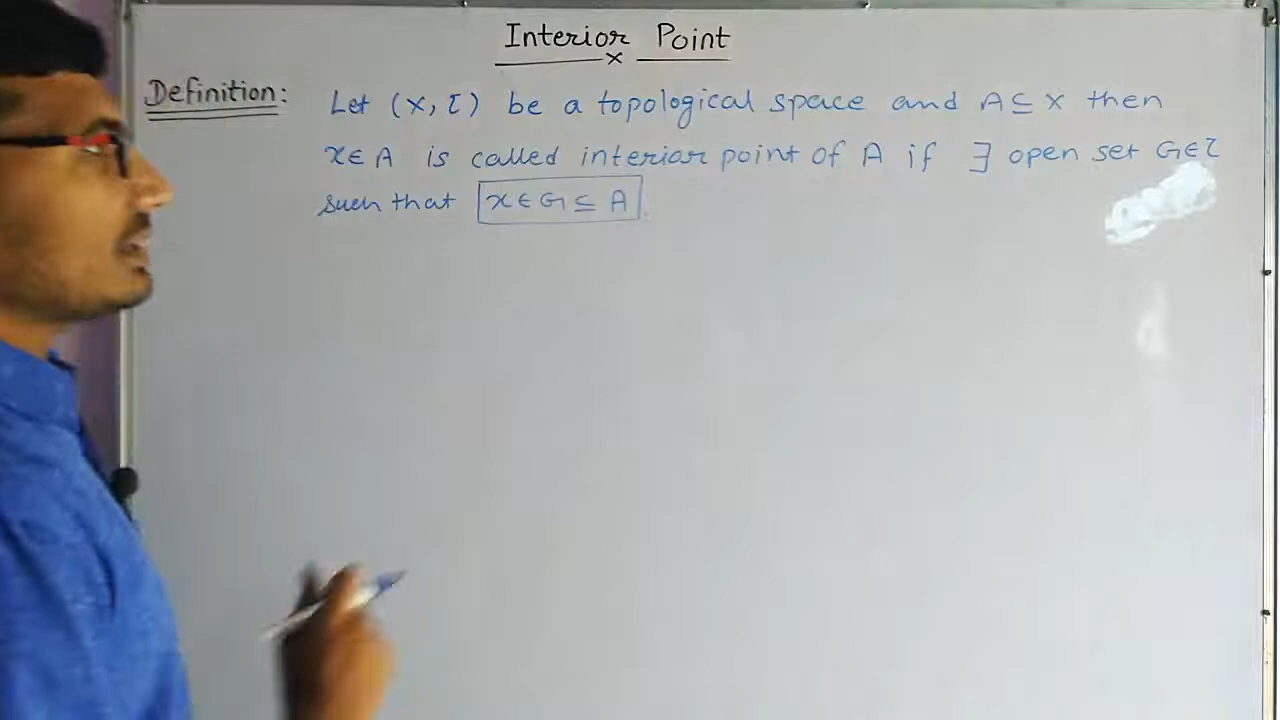 Interior Point
Definition: Let (X, τ) be a topological space and A ⊆ X then
x ∈ A is called interior point of A if ∃ open set G ∈ τ
such that x ∈ G ⊆ A.